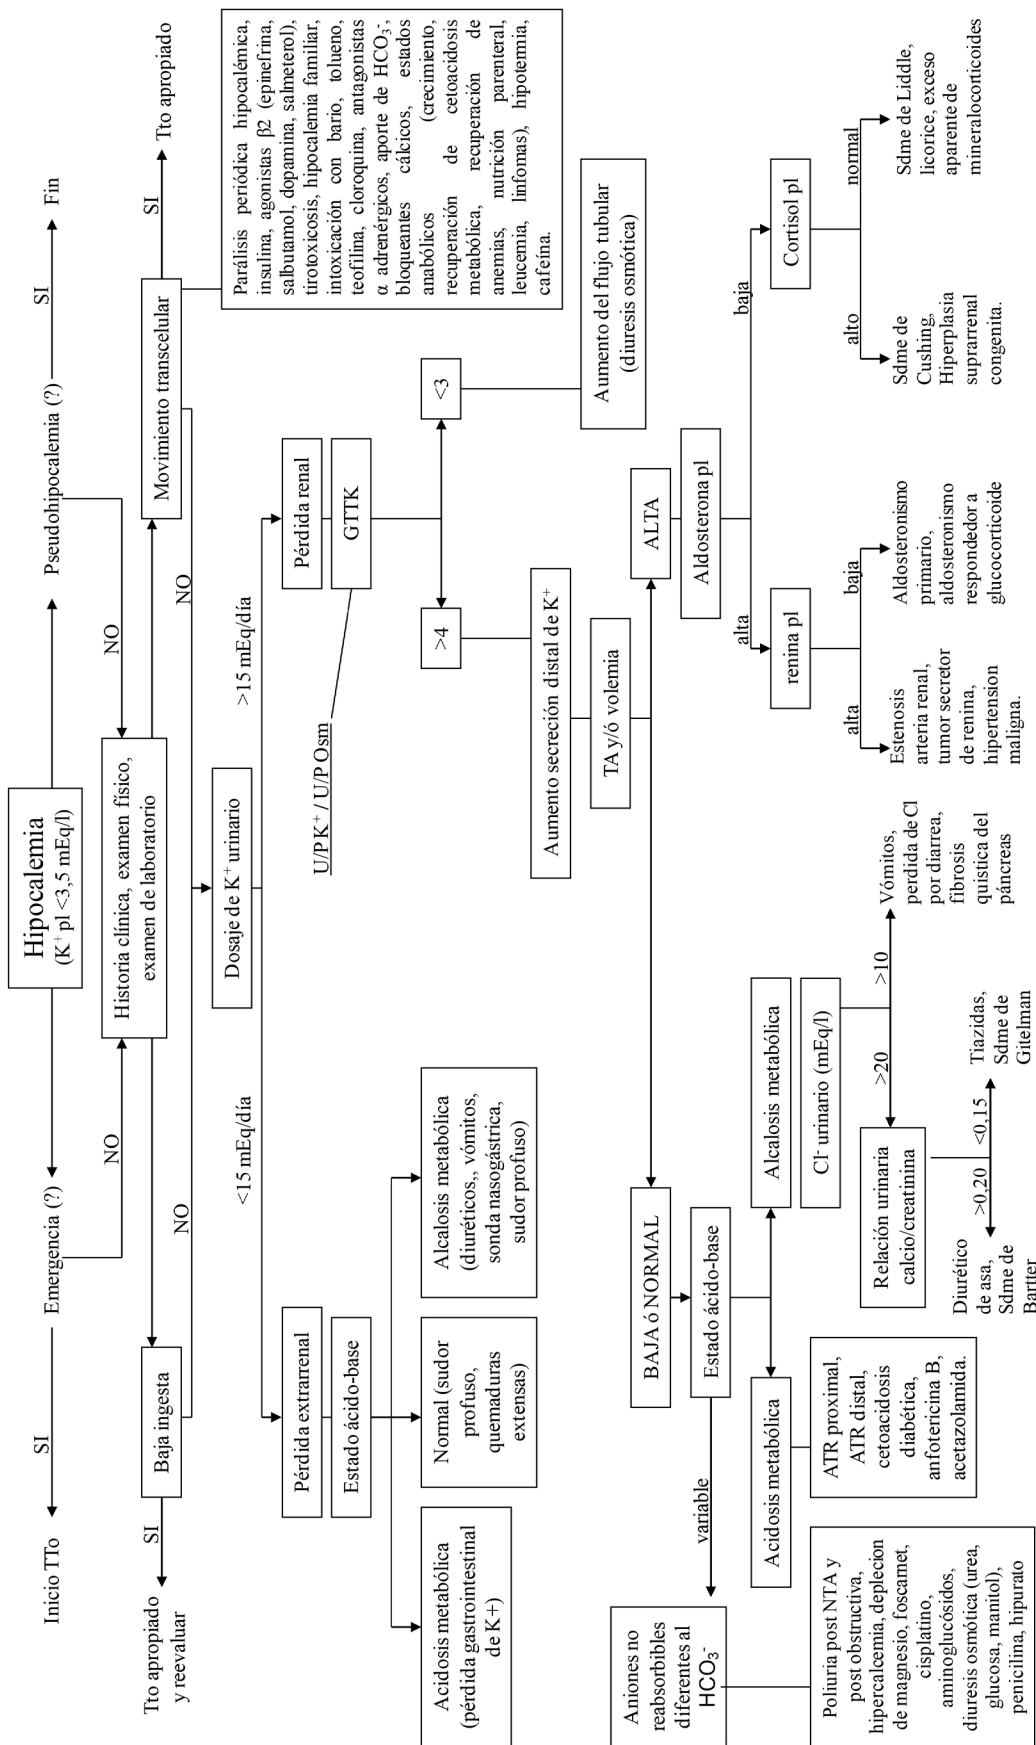 Hipocalemia
(K⁺ pl <3,5 mEq/l)
Inicio TTo
SI
Emergencia (?)
Pseudohipocalemia (?)
SI
Fin
NO
NO
Historia clínica, examen físico,
examen de laboratorio
Tto apropiado
y reevaluar
SI
Baja ingesta
Movimiento transcelular
SI
Tto apropiado
NO
NO
Parálisis periódica hipocalémica,
insulina, agonistas β2 (epinefrina,
salbutamol, dopamina, salmeterol),
tirotoxicosis, hipocalemia familiar,
intoxicación con bario, tolueno,
teofilina, cloroquina, antagonistas
α adrenérgicos, aporte de HCO₃⁻,
bloqueantes cálcicos, estados
anabólicos (crecimiento,
recuperación de cetoacidosis
metabólica, recuperación de
anemias, nutrición parenteral,
leucemia, linfomas), hipotemia,
cafeína.
Dosaje de K⁺ urinario
<15 mEq/día
>15 mEq/día
Pérdida extrarrenal
Estado ácido-base
Acidosis metabólica
(pérdida gastrointestinal
de K+)
Normal (sudor
profuso,
quemaduras
extensas)
Alcalosis metabólica
(diuréticos, vómitos,
sonda nasogástrica,
sudor profuso)
Pérdida renal
GTTK
U/P K⁺ / U/P Osm
>4
<3
Aumento secreción distal de K⁺
Aumento del flujo tubular
(diuresis osmótica)
TA y/ó volemia
BAJA ó NORMAL
ALTA
Estado ácido-base
variable
Aniones no
reabsorbibles
diferentes al
HCO₃⁻
Poliuria post NTA y
post obstructiva,
hipercalcemia, deplecion
de magnesio, foscarnet,
cisplatino,
aminoglucósidos,
diuresis osmótica (urea,
glucosa, manitol),
penicilina, hipurato
Acidosis metabólica
ATR proximal,
ATR distal,
cetoacidosis
diabética,
anfotericina B,
acetazolamida.
Alcalosis metabólica
Cl⁻ urinario (mEq/l)
>20
>10
Vómitos,
perdida de Cl
por diarrea,
fibrosis
quistica del
páncreas
Relación urinaria
calcio/creatinina
>0,20
<0,15
Diurético
de asa,
Sdme de
Bartter
Tiazidas,
Sdme de
Gitelman
Aldosterona pl
alta
baja
renina pl
alta
baja
Estenosis
arteria renal,
tumor secretor
de renina,
hipertension
maligna.
Aldosteronismo
primario,
aldosteronismo
respondedor a
glucocorticoide
Cortisol pl
alto
normal
Sdme de
Cushing,
Hiperplasia
suprarrenal
congenita.
Sdme de Liddle,
licorice, exceso
aparente de
mineralocorticoides